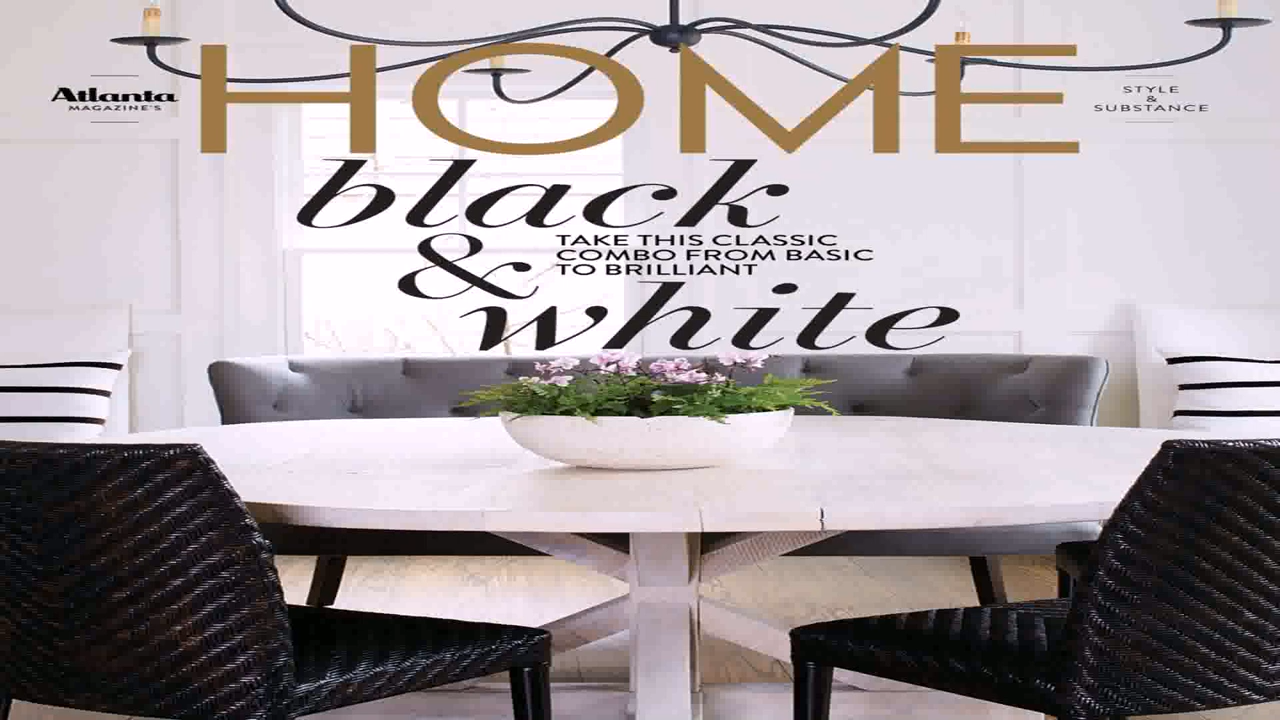 Atlanta
MAGAZINE'S
HOME
STYLE
&
SUBSTANCE
black
&
TAKE THIS CLASSIC
COMBO FROM BASIC
TO BRILLIANT
white